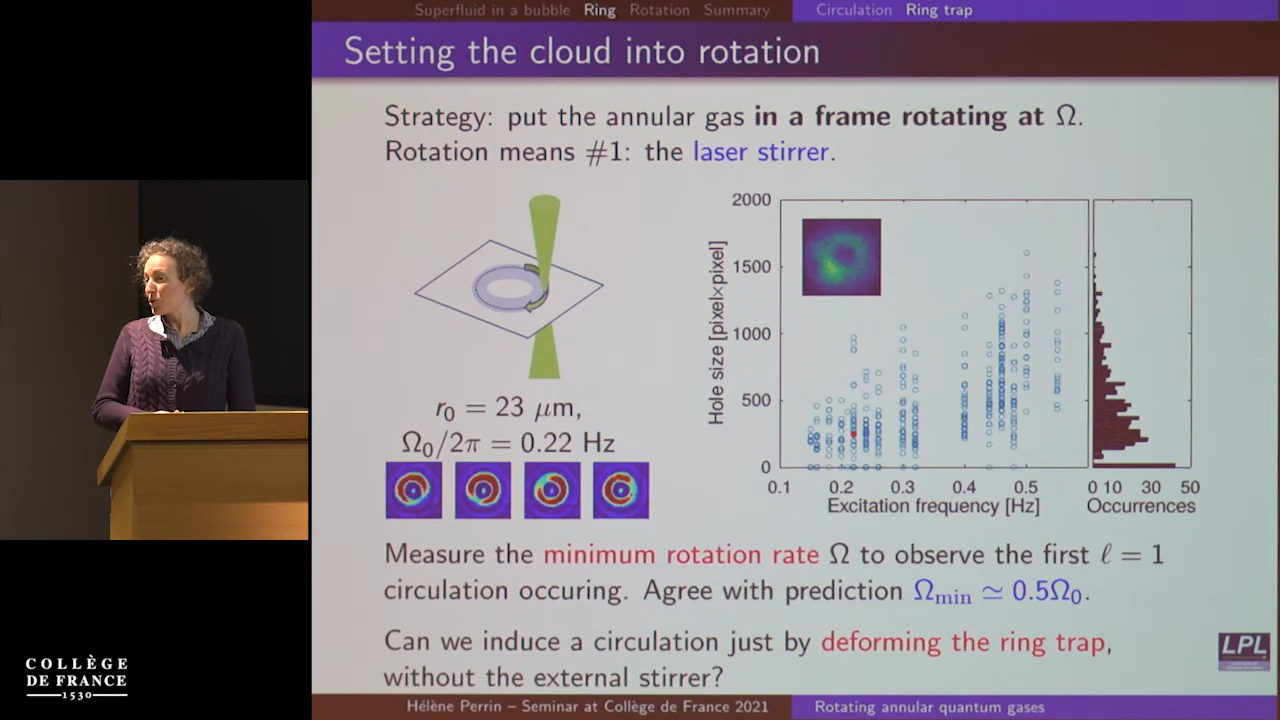 Superfluid in a bubble Ring Rotation Summary Circulation Ring trap
Setting the cloud into rotation
Strategy: put the annular gas in a frame rotating at Ω.
Rotation means #1: the laser stirrer.
r₀ = 23 μm,
Ω₀/2π = 0.22 Hz
Hole size [pixel×pixel]
2000
1500
1000
500
0
0.1 0.2 0.3 0.4 0.5
Excitation frequency [Hz]
0 10 30 50
Occurrences
Measure the minimum rotation rate Ω to observe the first ℓ = 1
circulation occuring. Agree with prediction Ωmin ≃ 0.5Ω₀.
Can we induce a circulation just by deforming the ring trap,
without the external stirrer?
LPL
Hélène Perrin – Seminar at Collège de France 2021 Rotating annular quantum gases
COLLÈGE
DE FRANCE
1530